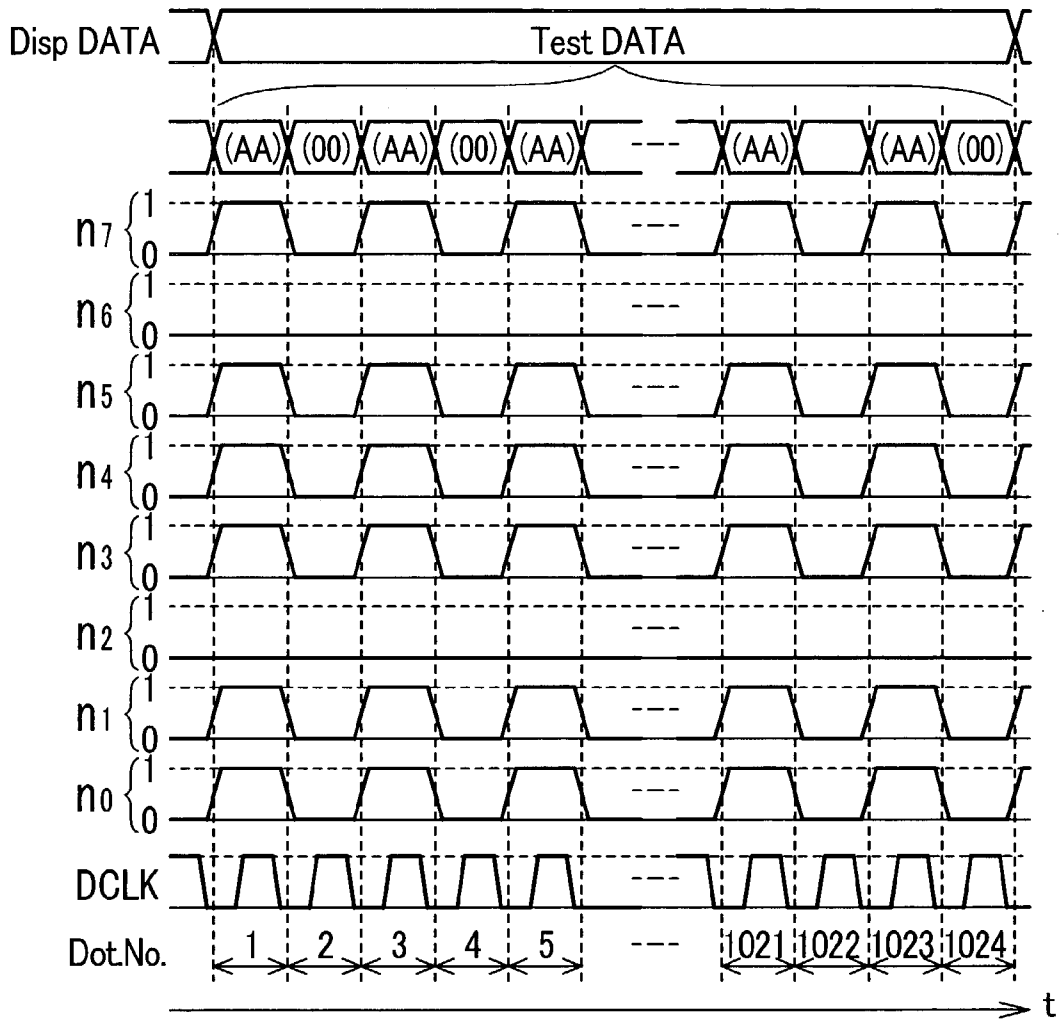 Disp DATA Test DATA
(AA) (00) (AA) (00) (AA) ---- (AA) (AA) (00)
n7 { 1 0 ----
n6 { 1 0 ----
n5 { 1 0 ----
n4 { 1 0 ----
n3 { 1 0 ----
n2 { 1 0 ----
n1 { 1 0 ----
n0 { 1 0 ----
DCLK ----
Dot.No. 1 2 3 4 5 ---- 1021 1022 1023 1024
t